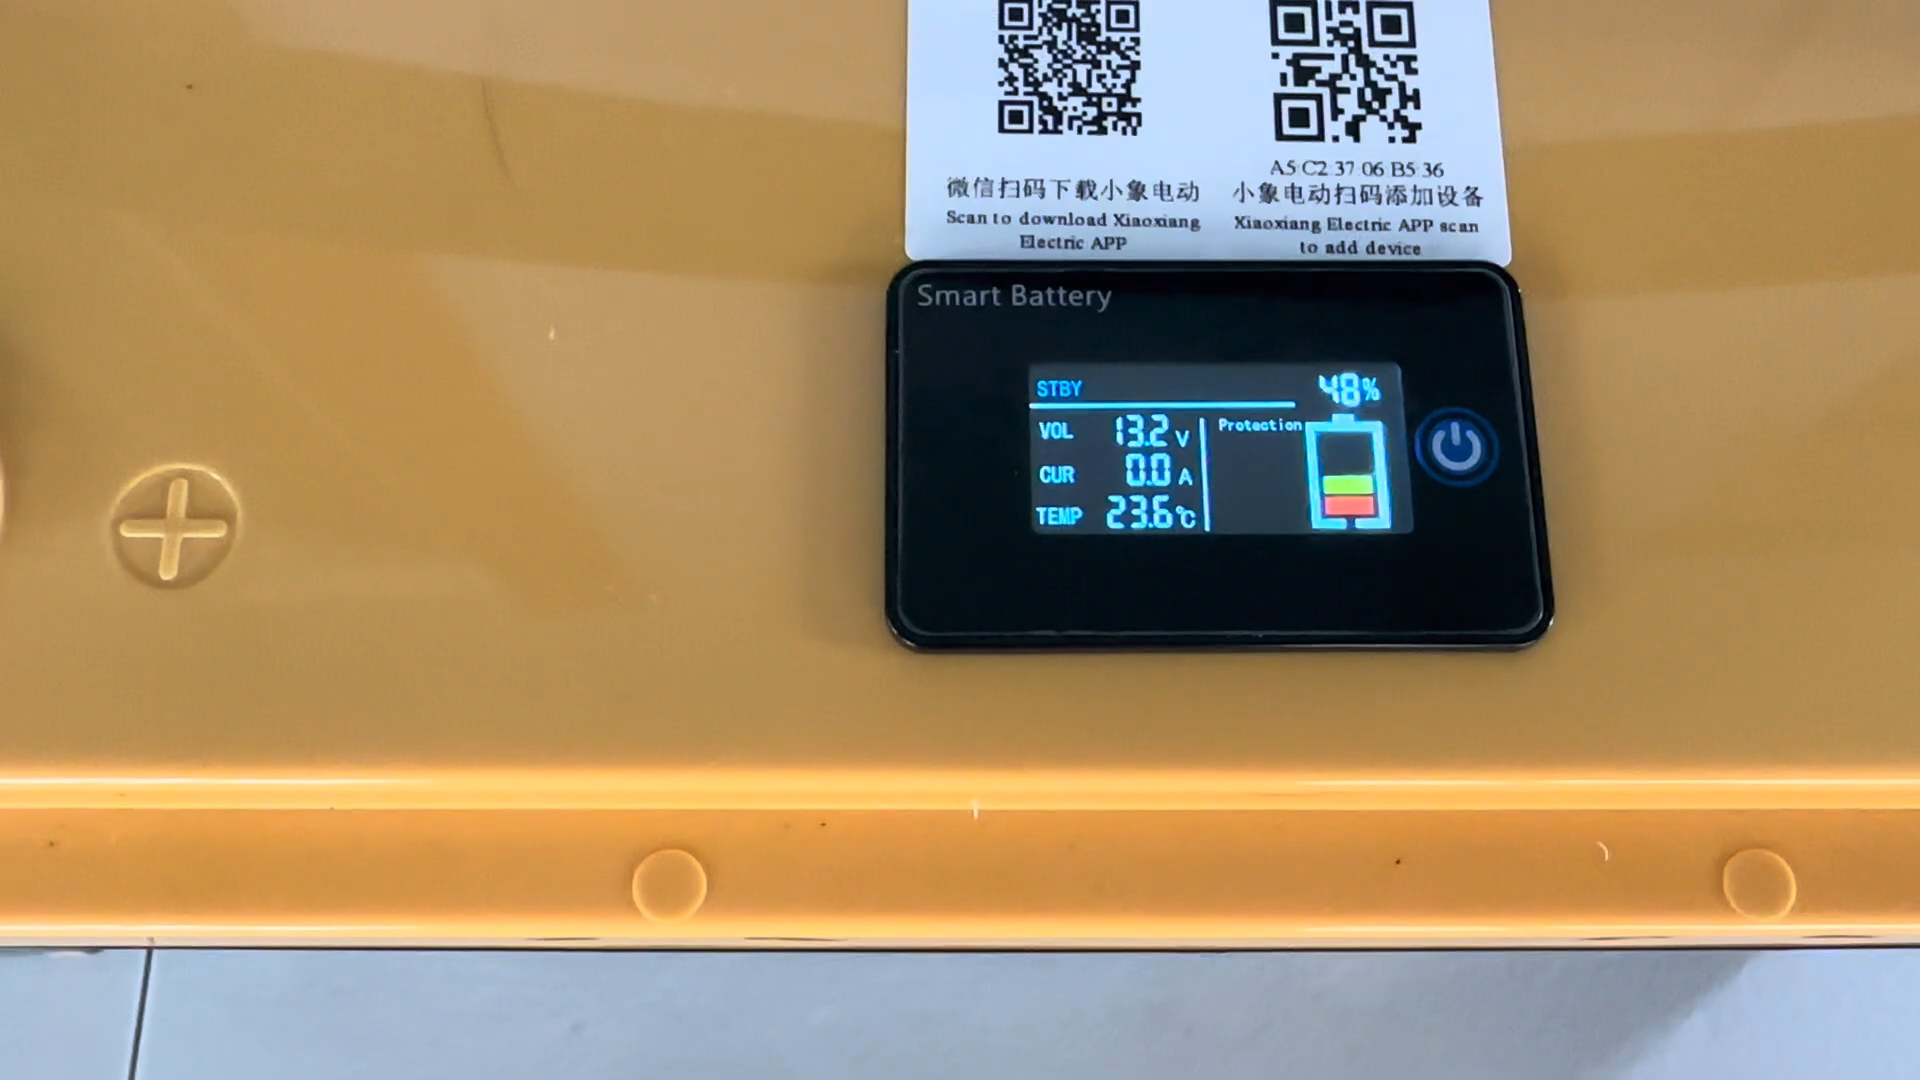 微信扫码下载小象电动
Scan to download Xiaoxiang
Electric APP
A5 C2 37 06 B5 36
小象电动扫码添加设备
Xiaoxiang Electric APP scan
to add device
Smart Battery
STBY
48%
VOL 13.2 V
Protection
CUR 0.0 A
TEMP 23.6℃